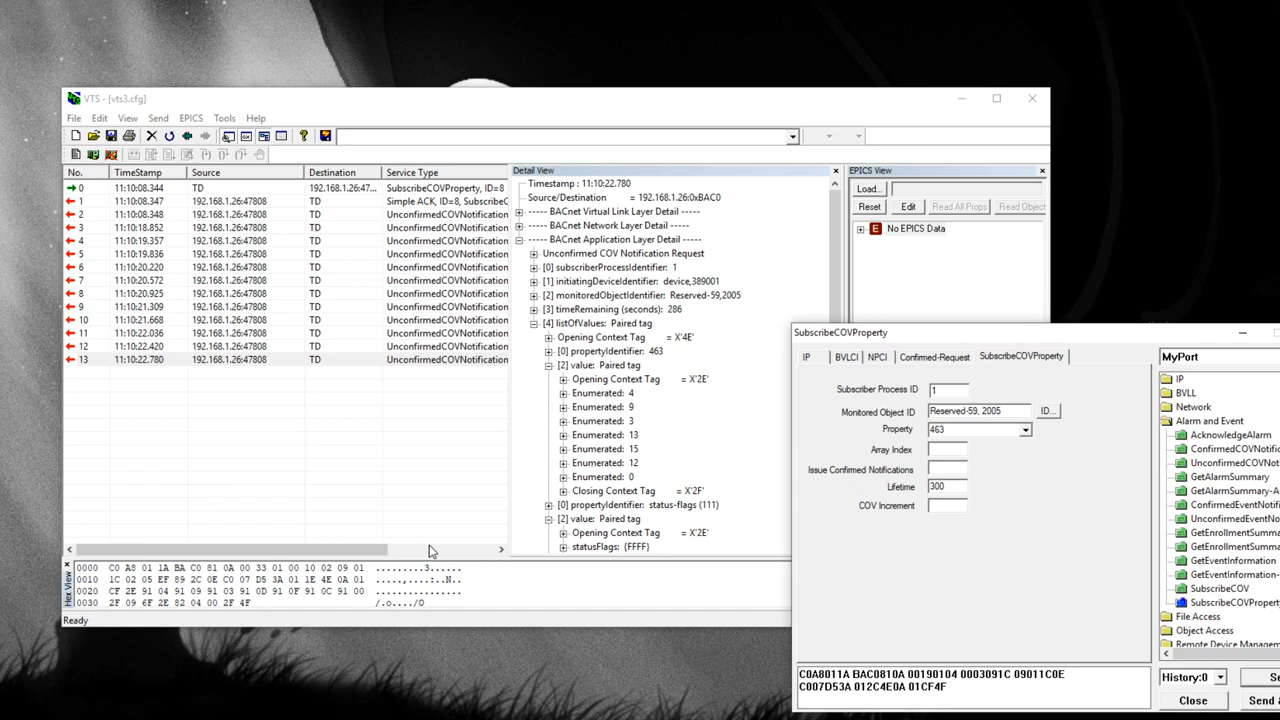 VTS - [vts3.cfg]
File Edit View Send EPICS Tools Help
No. TimeStamp Source Destination Service Type
0 11:10:08.344 TD 192.168.1.26:47... SubscribeCOVProperty, ID=8
1 11:10:08.347 192.168.1.26:47808 TD Simple ACK, ID=8, SubscribeC
2 11:10:08.348 192.168.1.26:47808 TD UnconfirmedCOVNotification
3 11:10:18.852 192.168.1.26:47808 TD UnconfirmedCOVNotification
4 11:10:19.357 192.168.1.26:47808 TD UnconfirmedCOVNotification
5 11:10:19.836 192.168.1.26:47808 TD UnconfirmedCOVNotification
6 11:10:20.220 192.168.1.26:47808 TD UnconfirmedCOVNotification
7 11:10:20.572 192.168.1.26:47808 TD UnconfirmedCOVNotification
8 11:10:20.925 192.168.1.26:47808 TD UnconfirmedCOVNotification
9 11:10:21.309 192.168.1.26:47808 TD UnconfirmedCOVNotification
10 11:10:21.668 192.168.1.26:47808 TD UnconfirmedCOVNotification
11 11:10:22.036 192.168.1.26:47808 TD UnconfirmedCOVNotification
12 11:10:22.420 192.168.1.26:47808 TD UnconfirmedCOVNotification
13 11:10:22.780 192.168.1.26:47808 TD UnconfirmedCOVNotification
Detail View
Timestamp : 11:10:22.780
Source/Destination = 192.168.1.26:0xBAC0
----- BACnet Virtual Link Layer Detail -----
----- BACnet Network Layer Detail -----
----- BACnet Application Layer Detail -----
Unconfirmed COV Notification Request
[0] subscriberProcessIdentifier: 1
[1] initiatingDeviceIdentifier: device,389001
[2] monitoredObjectIdentifier: Reserved-59,2005
[3] timeRemaining (seconds): 286
[4] listOfValues: Paired tag
Opening Context Tag = X'4E'
[0] propertyIdentifier: 463
[2] value: Paired tag
Opening Context Tag = X'2E'
Enumerated: 4
Enumerated: 9
Enumerated: 3
Enumerated: 13
Enumerated: 15
Enumerated: 12
Enumerated: 0
Closing Context Tag = X'2F'
[0] propertyIdentifier: status-flags (111)
[2] value: Paired tag
Opening Context Tag = X'2E'
statusFlags: {FFFF}
EPICS View
Load...
Reset Edit Read All Props Read Object
E No EPICS Data
Hex View
0000 C0 A8 01 1A BA C0 81 0A 00 33 01 00 10 02 09 01 .........3......
0010 1C 02 05 EF 89 2C 0E C0 07 D5 3A 01 1E 4E 0A 01 .....,....:..N..
0020 CF 2E 91 04 91 09 91 03 91 0D 91 0F 91 0C 91 00 ................
0030 2F 09 6F 2E 82 04 00 2F 4F /.o..../O
Ready
SubscribeCOVProperty
IP BVLCI NPCI Confirmed-Request SubscribeCOVProperty
Subscriber Process ID 1
Monitored Object ID Reserved-59, 2005 ID...
Property 463
Array Index
Issue Confirmed Notifications
Lifetime 300
COV Increment
C0A8011A BAC0810A 00190104 0003091C 09011C0E
C007D53A 012C4E0A 01CF4F
MyPort
IP
BVLL
Network
Alarm and Event
AcknowledgeAlarm
ConfirmedCOVNotifi
UnconfirmedCOVNot
GetAlarmSummary
GetAlarmSummary-A
ConfirmedEventNotif
UnconfirmedEventNo
GetEnrollmentSumma
GetEnrollmentSumma
GetEventInformation
GetEventInformation-
SubscribeCOV
SubscribeCOVProperty
File Access
Object Access
Remote Device Managem
History:0 Se
Close Send &